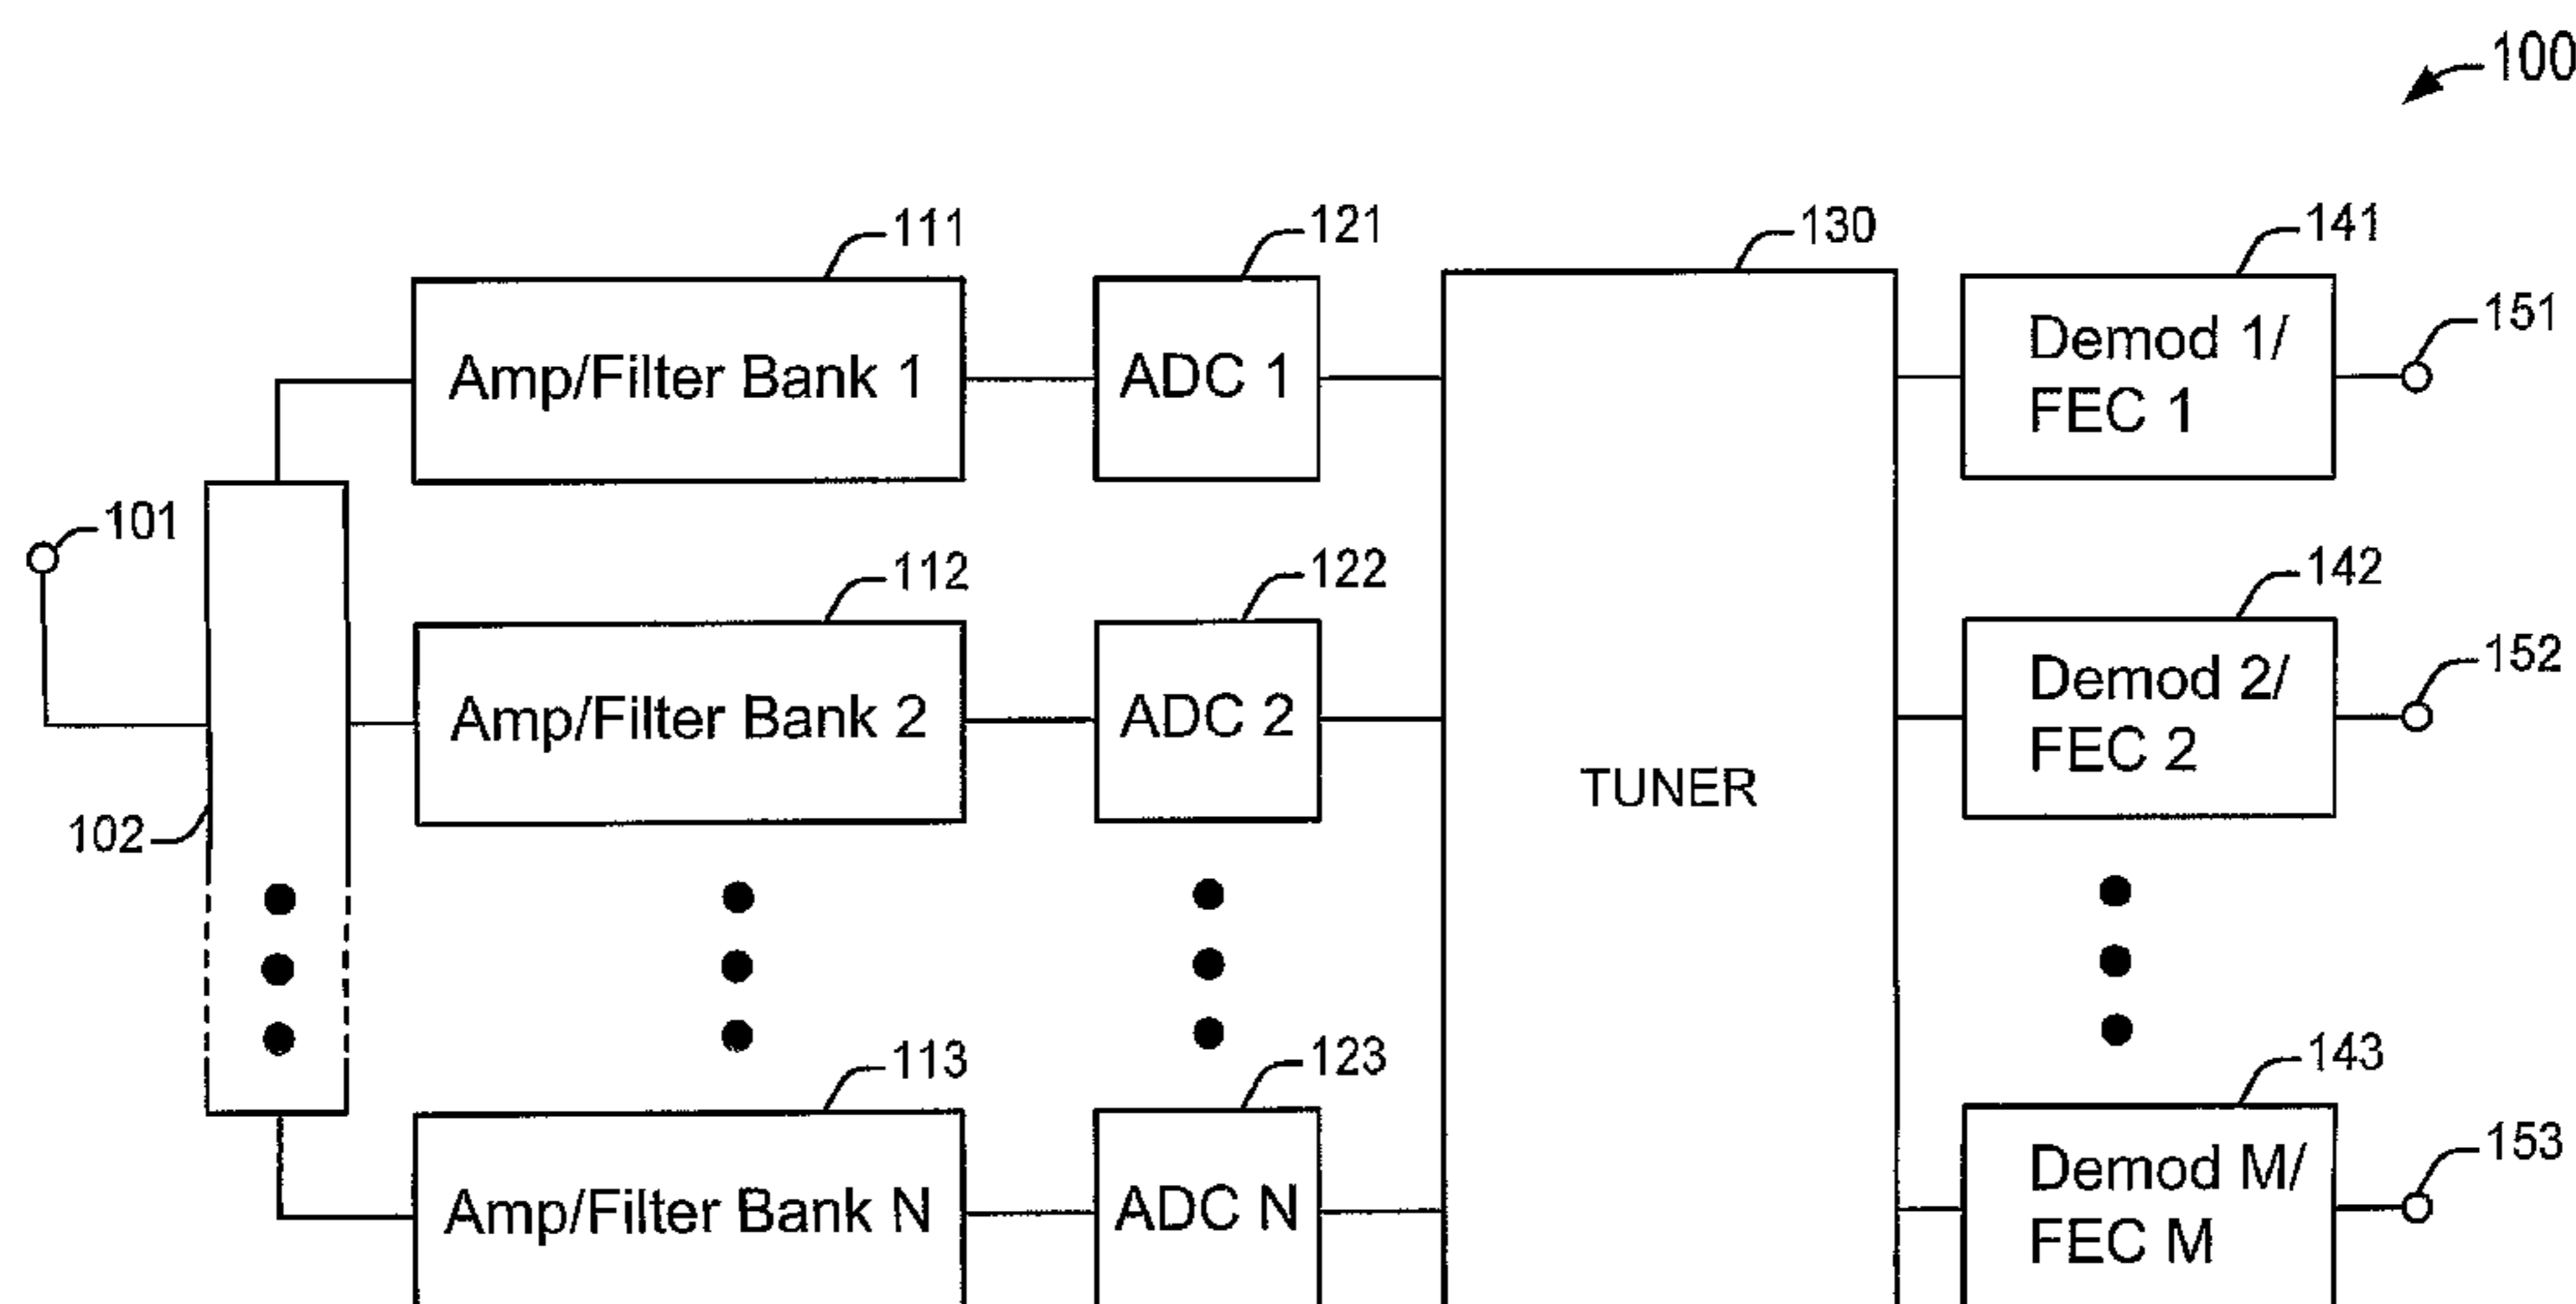 100
111
121
130
141
151
Amp/Filter Bank 1
ADC 1
Demod 1/
FEC 1
101
112
122
142
152
Amp/Filter Bank 2
ADC 2
Demod 2/
FEC 2
TUNER
102
113
123
143
153
Amp/Filter Bank N
ADC N
Demod M/
FEC M